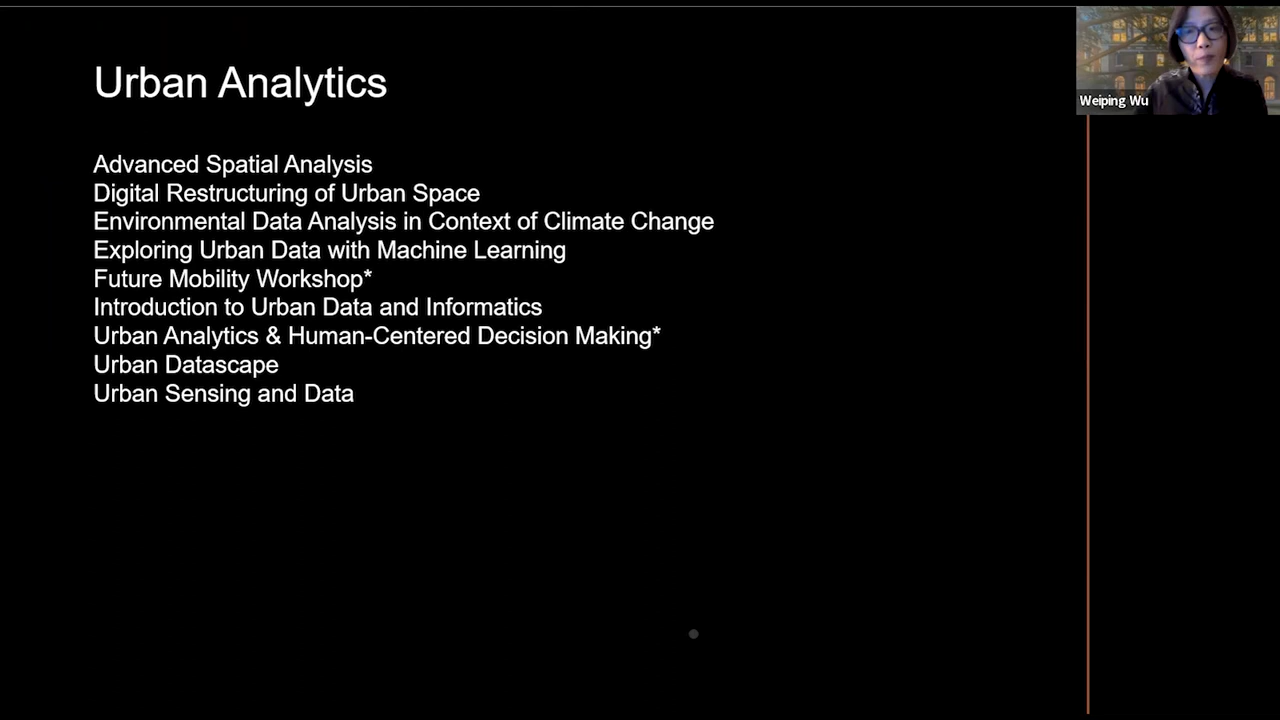 Urban Analytics
Advanced Spatial Analysis
Digital Restructuring of Urban Space
Environmental Data Analysis in Context of Climate Change
Exploring Urban Data with Machine Learning
Future Mobility Workshop*
Introduction to Urban Data and Informatics
Urban Analytics & Human-Centered Decision Making*
Urban Datascape
Urban Sensing and Data
Weiping Wu